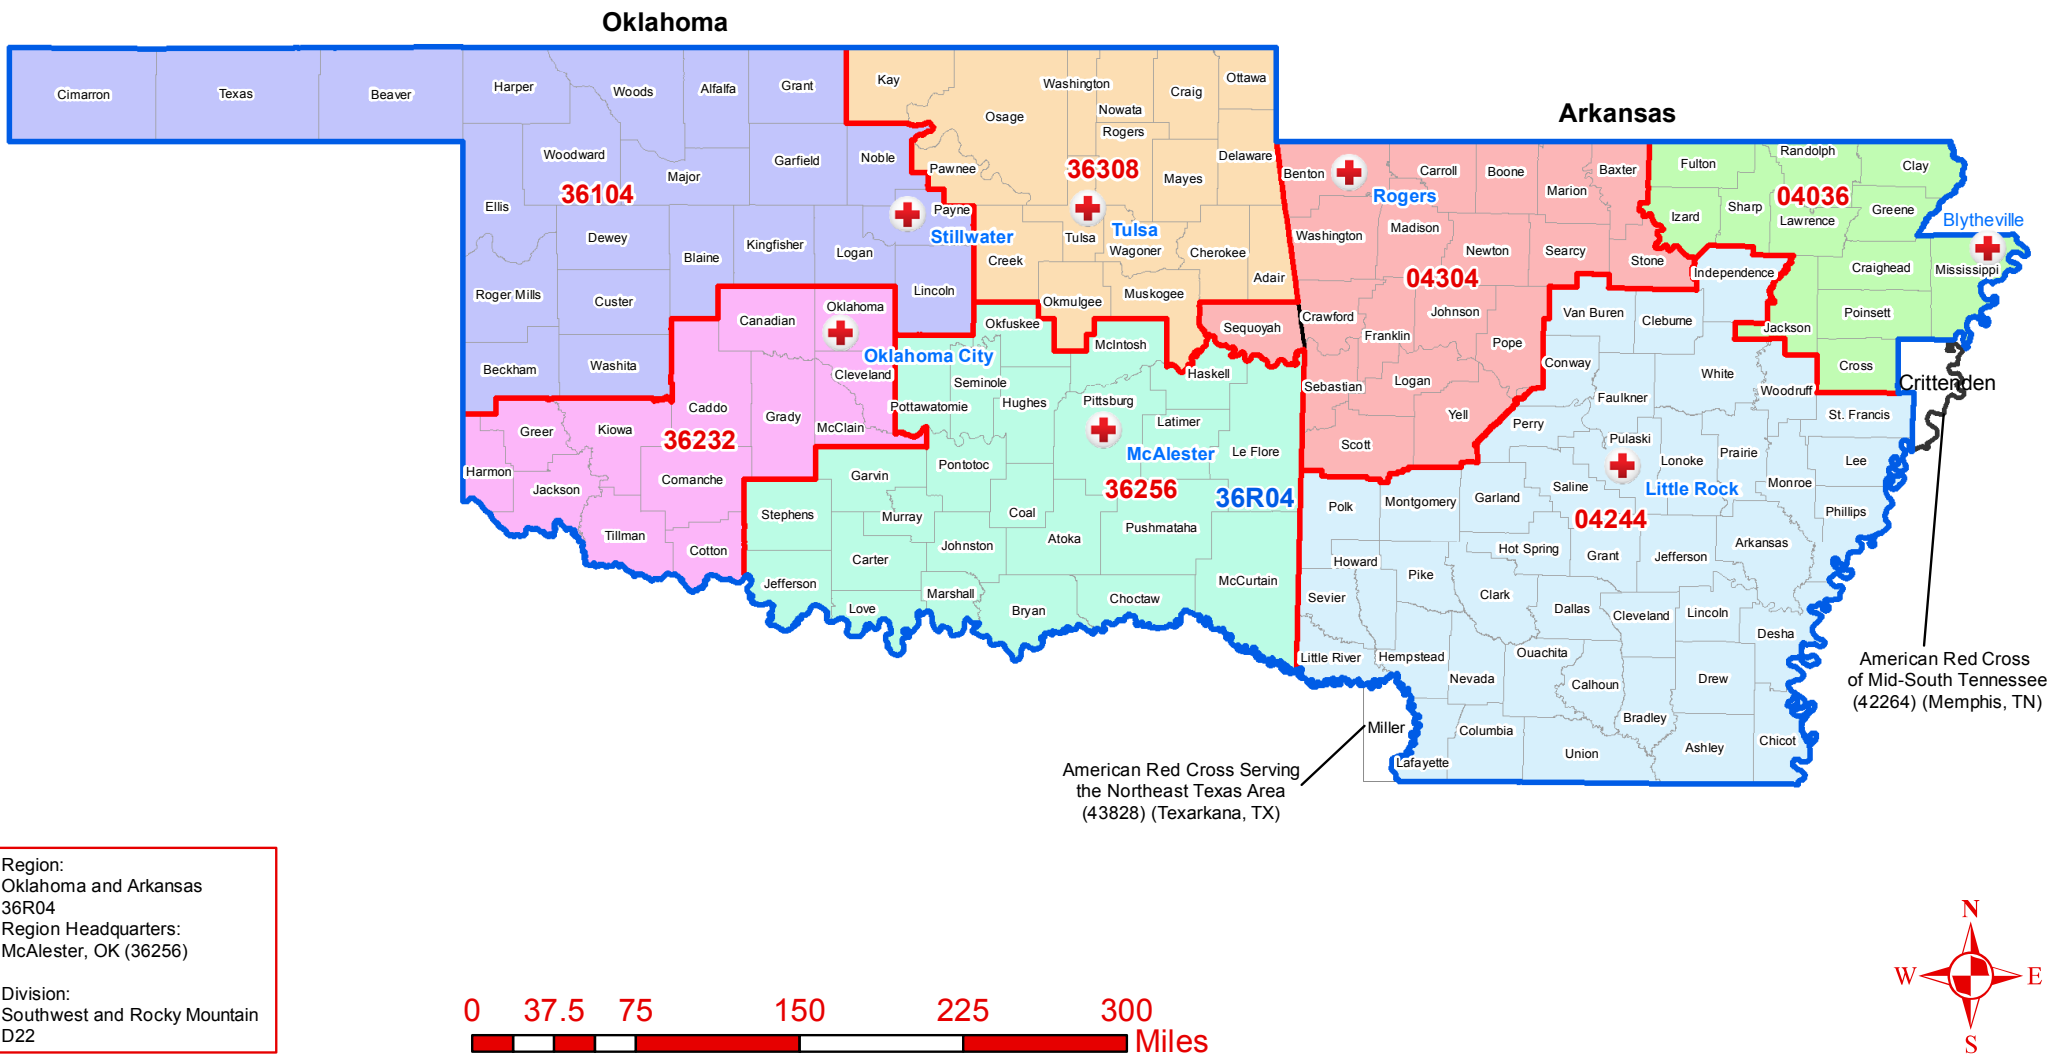 Oklahoma
Arkansas
Cimarron
Texas
Beaver
Harper
Woods
Alfalfa
Grant
Kay
Osage
Washington
Nowata
Rogers
Craig
Ottawa
Woodward
Major
Garfield
Noble
Pawnee
Delaware
Mayes
36104
36308
Ellis
Dewey
Blaine
Kingfisher
Logan
Payne
Stillwater
Tulsa
Tulsa
Creek
Wagoner
Cherokee
Adair
Roger Mills
Custer
Lincoln
Okmulgee
Muskogee
Beckham
Washita
Canadian
Oklahoma
Oklahoma City
Cleveland
Okfuskee
McIntosh
Sequoyah
Haskell
Seminole
Hughes
Pottawatomie
Pittsburg
Latimer
McAlester
Le Flore
Caddo
Grady
McClain
36232
Greer
Kiowa
Harmon
Jackson
Comanche
Tillman
Cotton
Garvin
Pontotoc
36256
36R04
Stephens
Murray
Coal
Pushmataha
Carter
Johnston
Atoka
Jefferson
Love
Marshall
Bryan
Choctaw
McCurtain
Benton
Rogers
Carroll
Boone
Marion
Baxter
Fulton
Randolph
Clay
04036
Izard
Sharp
Lawrence
Greene
Blytheville
Washington
Madison
Newton
Searcy
Stone
Independence
Craighead
Mississippi
04304
Crawford
Franklin
Johnson
Pope
Van Buren
Cleburne
Jackson
Poinsett
Cross
Sebastian
Logan
Conway
White
Woodruff
Crittenden
Faulkner
St. Francis
Scott
Yell
Perry
Pulaski
Lonoke
Prairie
Lee
Little Rock
Monroe
Saline
Garland
Montgomery
Polk
04244
Phillips
Howard
Hot Spring
Grant
Jefferson
Arkansas
Pike
Sevier
Clark
Dallas
Cleveland
Lincoln
Desha
Little River
Hempstead
Ouachita
Nevada
Calhoun
Drew
Bradley
Miller
Columbia
Lafayette
Union
Ashley
Chicot
American Red Cross
of Mid-South Tennessee
(42264) (Memphis, TN)
American Red Cross Serving
the Northeast Texas Area
(43828) (Texarkana, TX)
Region:
Oklahoma and Arkansas
36R04
Region Headquarters:
McAlester, OK (36256)
Division:
Southwest and Rocky Mountain
D22
0 37.5 75 150 225 300
Miles
N
W E
S